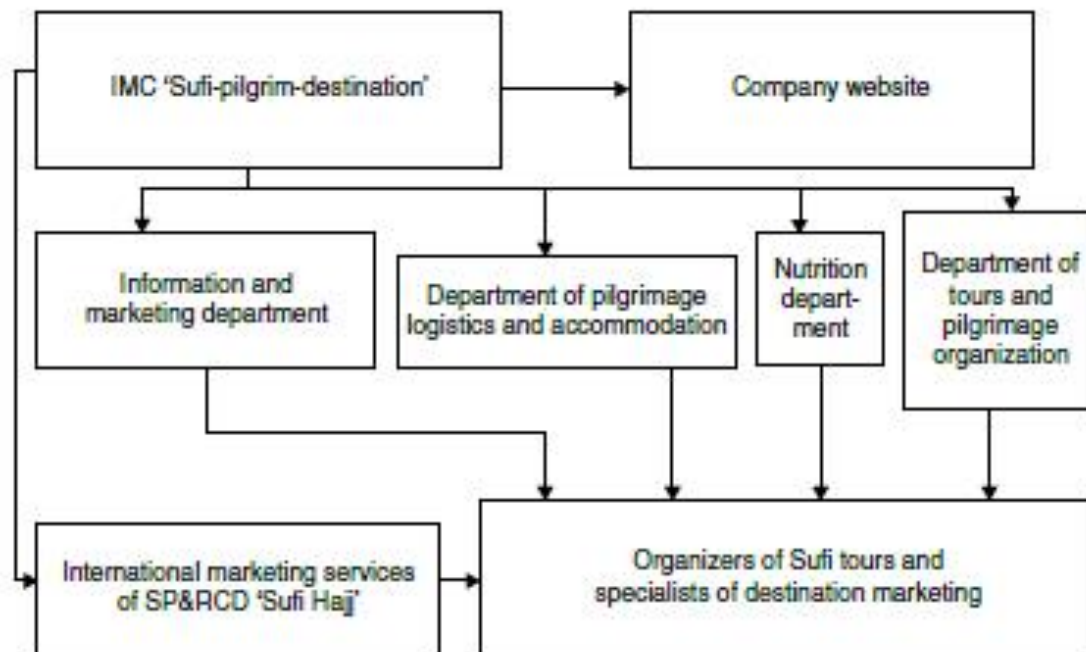 IMC ‘Sufi-pilgrim-destination’
Company website
Information and
marketing department
Department of pilgrimage
logistics and accommodation
Nutrition
depart-
ment
Department of
tours and
pilgrimage
organization
International marketing services
of SP&RCD ‘Sufi Hajj’
Organizers of Sufi tours and
specialists of destination marketing